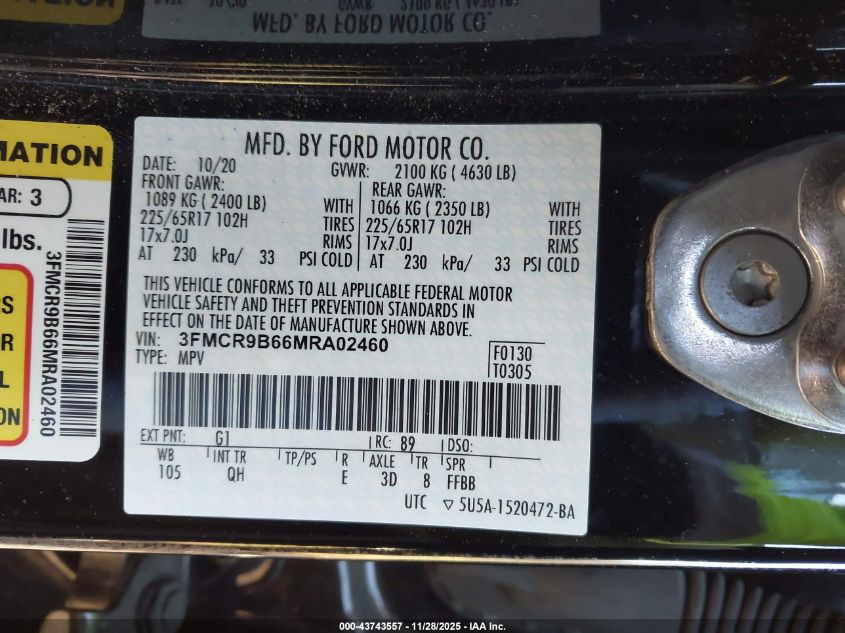 MFD. BY FORD MOTOR CO.
GVWR:
MFD. BY FORD MOTOR CO.
DATE: 10/20 GVWR: 2100 KG ( 4630 LB)
FRONT GAWR: REAR GAWR:
1089 KG ( 2400 LB) WITH 1066 KG ( 2350 LB) WITH
225/65R17 102H TIRES 225/65R17 102H TIRES
17x7.0J RIMS 17x7.0J RIMS
AT 230 kPa/ 33 PSI COLD AT 230 kPa/ 33 PSI COLD
THIS VEHICLE CONFORMS TO ALL APPLICABLE FEDERAL MOTOR
VEHICLE SAFETY AND THEFT PREVENTION STANDARDS IN
EFFECT ON THE DATE OF MANUFACTURE SHOWN ABOVE.
VIN: 3FMCR9B66MRA02460
TYPE: MPV
F0130
T0305
EXT PNT: G1 RC: 89 DSO:
WB INT TR TP/PS R AXLE TR SPR
105 QH E 3D 8 FFBB
UTC ▽ 5U5A-1520472-BA
MATION
AR: 3
lbs.
3FMCR9B66MRA02460
RS
R
L
ON
000-43743557 - 11/28/2025 - IAA Inc.